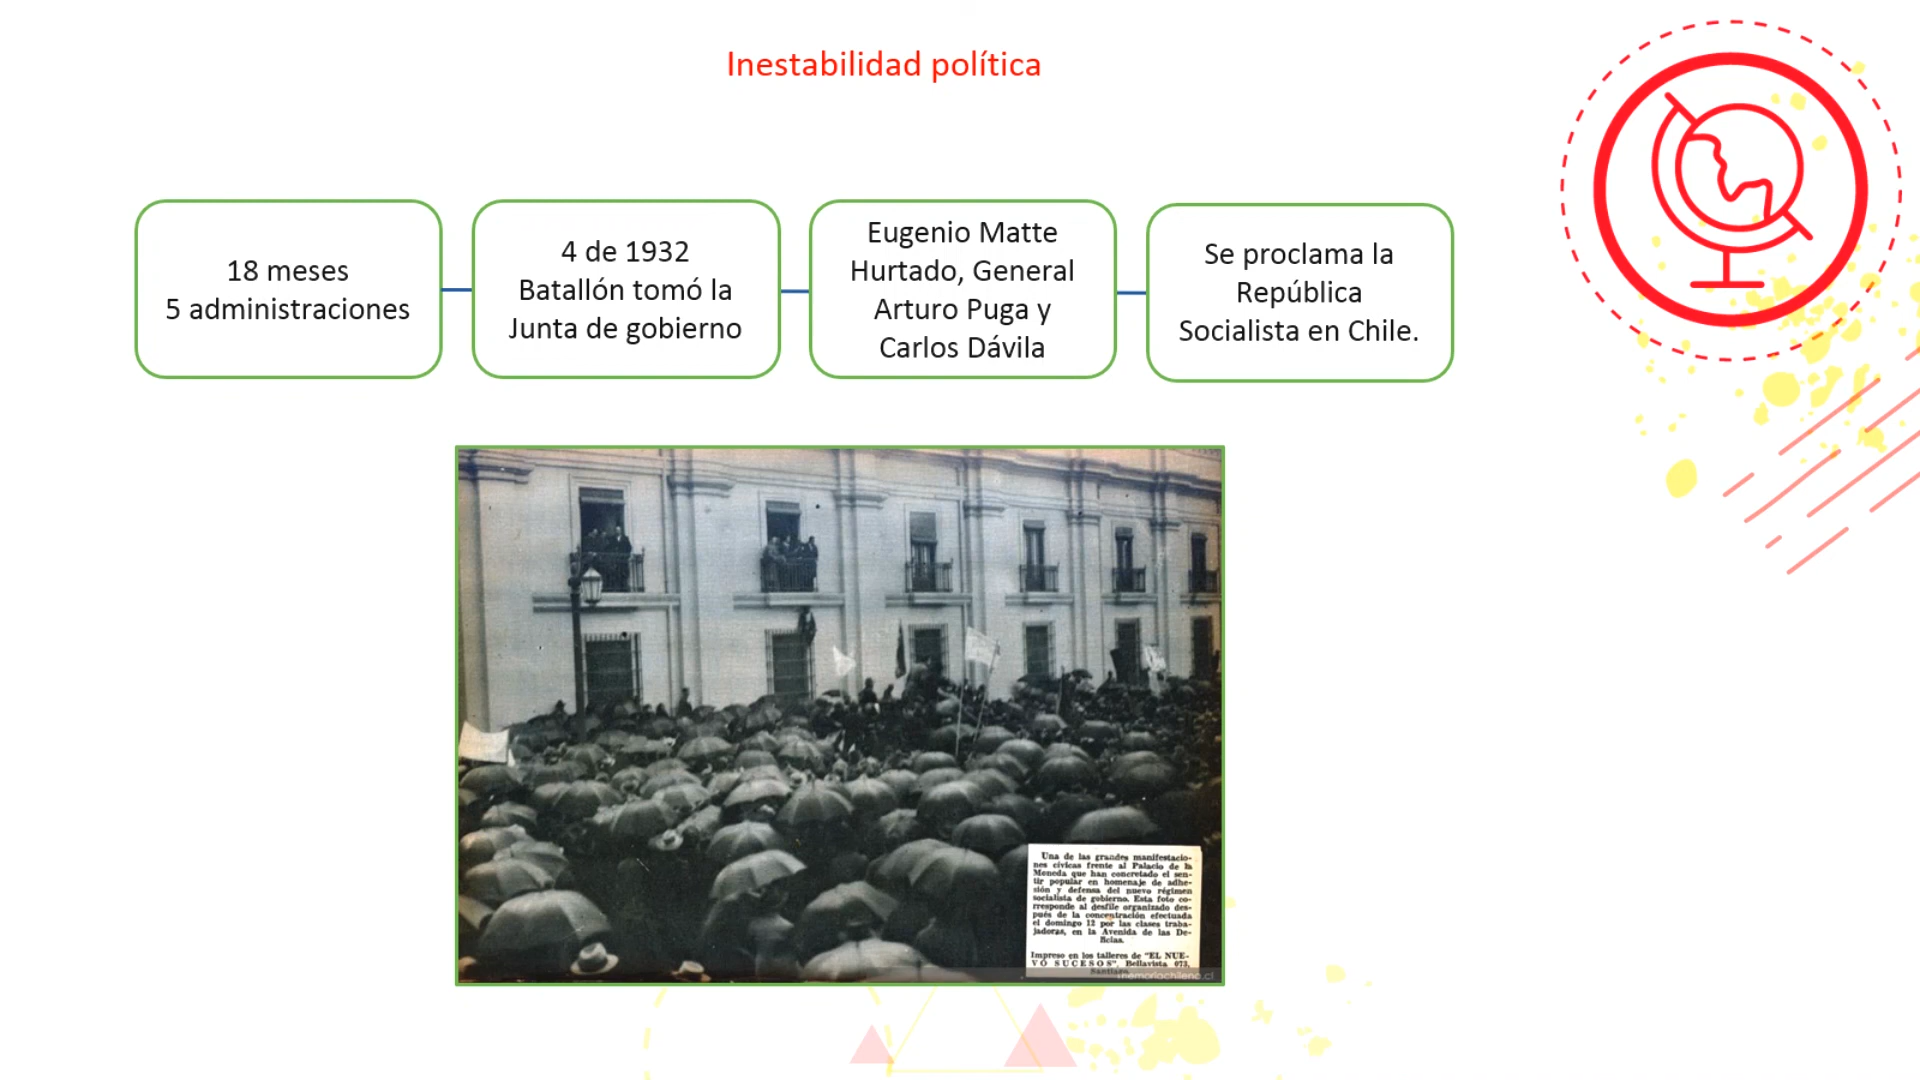 Inestabilidad política
18 meses
5 administraciones
4 de 1932
Batallón tomó la
Junta de gobierno
Eugenio Matte
Hurtado, General
Arturo Puga y
Carlos Dávila
Se proclama la
República
Socialista en Chile.
Una de las grandes manifestacio-
nes cívicas frente al Palacio de la
Moneda que han concretado el sen-
tir popular en homenaje de adhe-
sión y defensa del nuevo régimen
socialista de gobierno. Esta foto co-
rresponde al desfile organizado des-
pués de la concentración efectuada
el domingo 12 por las clases traba-
jadoras, en la Avenida de las De-
licias.
Impreso en los talleres de "EL NUE-
VO SUCESOS", Bellavista 073,
Santiago.
memoriachilena.cl